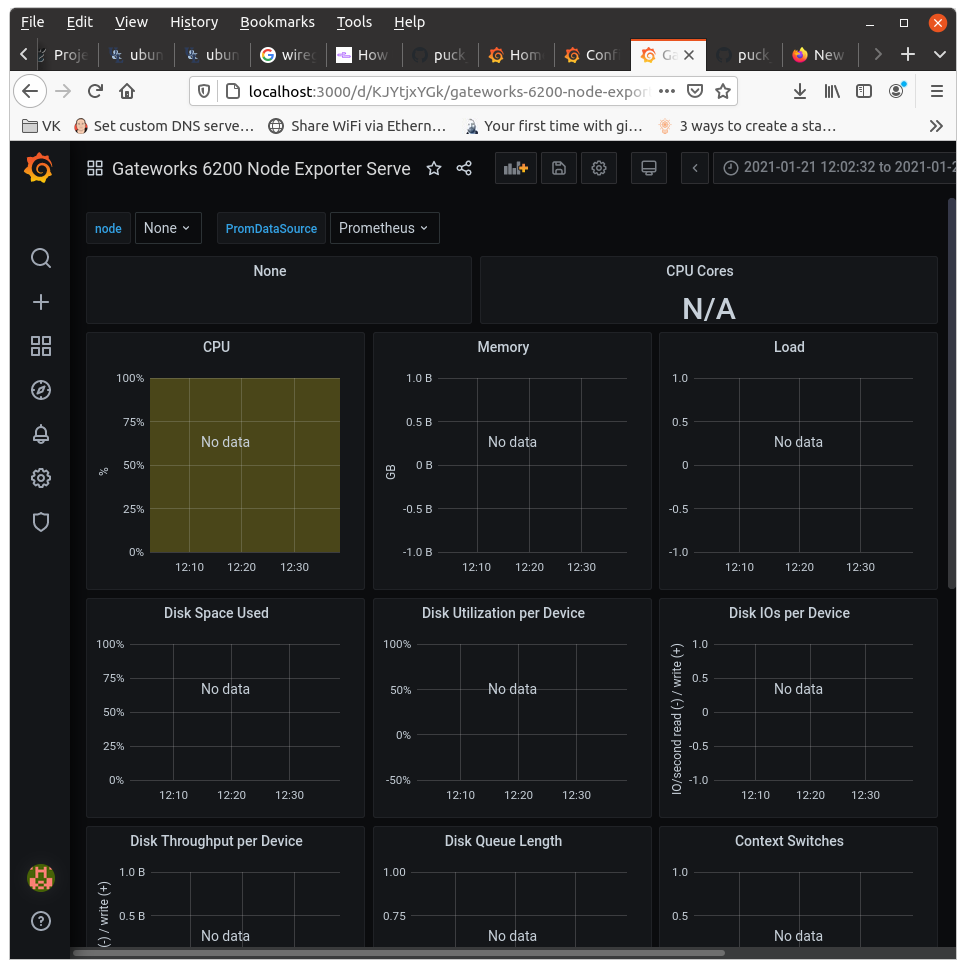 File Edit View History Bookmarks Tools Help
Proje ubun ubun wireg How puck Hom Confi Ga puck New
localhost:3000/d/KJYtjxYGk/gateworks-6200-node-expor
VK Set custom DNS serve… Share WiFi via Ethern… Your first time with gi… 3 ways to create a sta…
Gateworks 6200 Node Exporter Serve 2021-01-21 12:02:32 to 2021-01-2
node None PromDataSource Prometheus
None CPU Cores
N/A
CPU
100%
75%
50%
25%
0%
%
No data
12:10 12:20 12:30
Memory
1.0 B
0.5 B
0 B
-0.5 B
-1.0 B
GB
No data
12:10 12:20 12:30
Load
1.0
0.5
0
-0.5
-1.0
No data
12:10 12:20 12:30
Disk Space Used
100%
75%
50%
25%
0%
No data
12:10 12:20 12:30
Disk Utilization per Device
100%
50%
0%
-50%
No data
12:10 12:20 12:30
Disk IOs per Device
IO/second read (-) / write (+)
1.0
0.5
0
-0.5
-1.0
No data
12:10 12:20 12:30
Disk Throughput per Device
(-) / write (+)
1.0 B
0.5 B
No data
Disk Queue Length
1.00
0.75
No data
Context Switches
1.0
0.5
No data